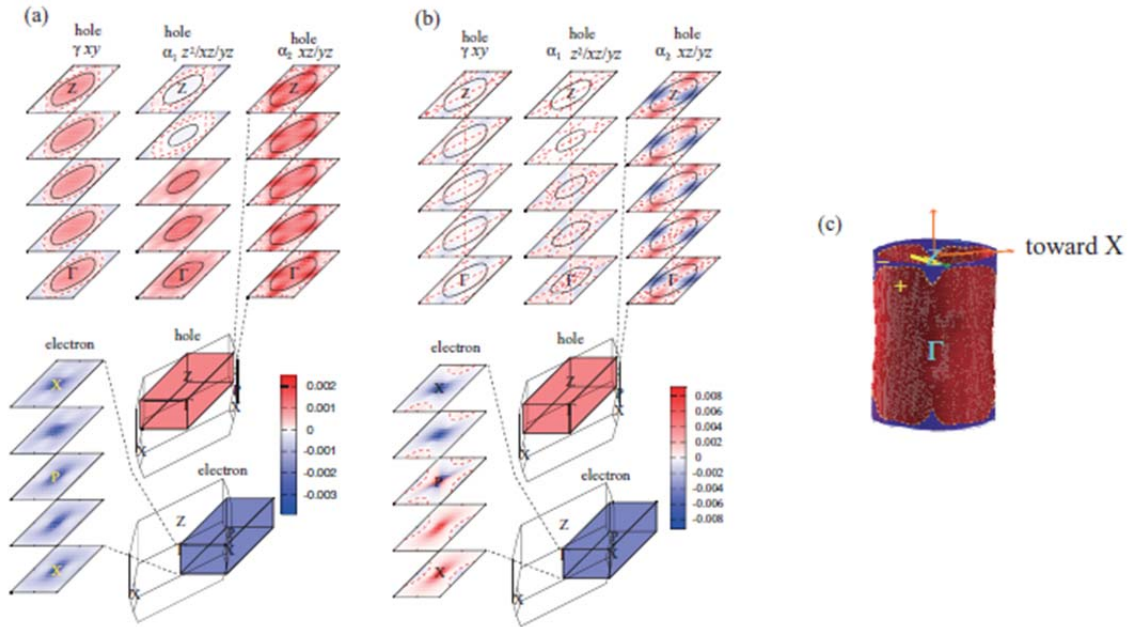 (a)
hole
γ xy
hole
α₁ z²/xz/yz
hole
α₂ xz/yz
Z
Z
Z
Γ
Γ
Γ
electron
X
P
X
hole
Z
X
X
0.002
0.001
0
-0.001
-0.002
-0.003
electron
Z
P
X
X
(b)
hole
γ xy
hole
α₁ z²/xz/yz
hole
α₂ xz/yz
Z
Z
Z
Γ
Γ
Γ
electron
X
P
X
hole
Z
X
X
0.008
0.006
0.004
0.002
0
-0.002
-0.004
-0.006
-0.008
electron
Z
P
X
X
(c)
toward X
−
+
Γ